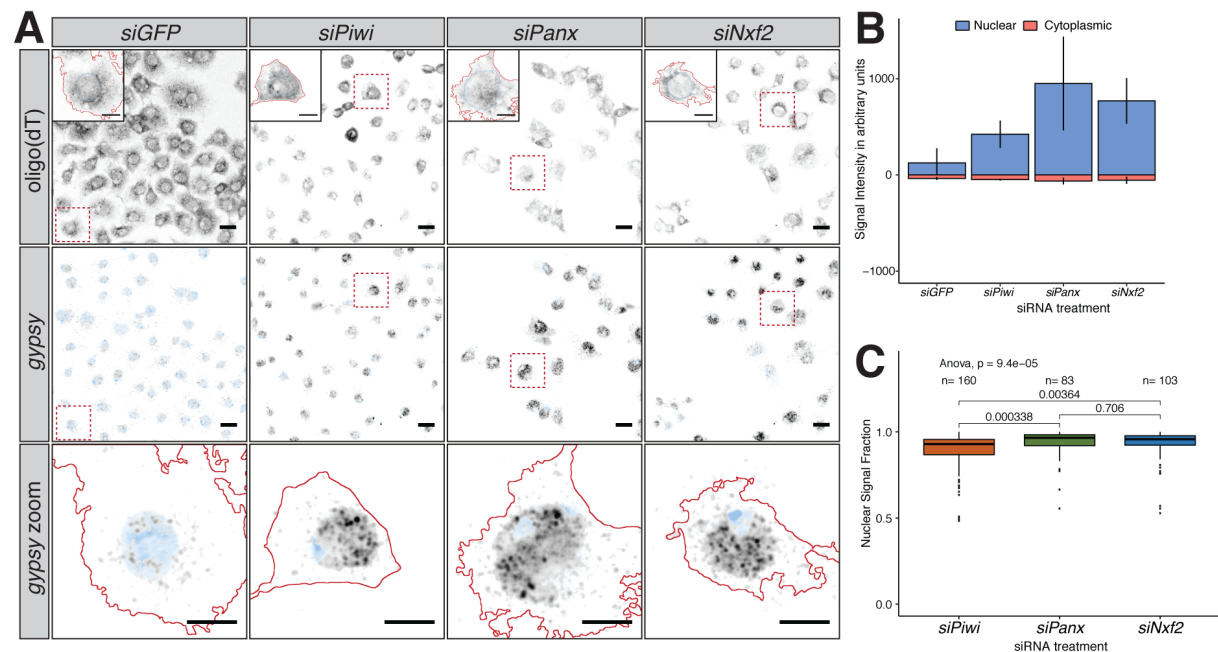 A
siGFP
siPiwi
siPanx
siNxf2
oligo(dT)
gypsy
gypsy zoom
B
Nuclear
Cytoplasmic
Signal Intensity in arbitrary units
1000
0
−1000
siGFP
siPiwi
siPanx
siNxf2
siRNA treatment
C
Anova, p = 9.4e−05
n= 160
n= 83
n= 103
0.00364
0.000338
0.706
Nuclear Signal Fraction
1.0
0.5
0.0
siPiwi
siPanx
siNxf2
siRNA treatment